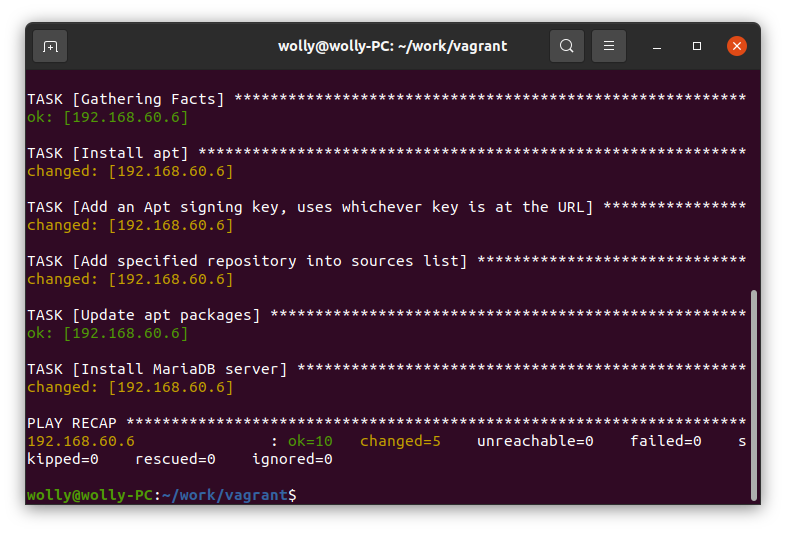 wolly@wolly-PC: ~/work/vagrant
TASK [Gathering Facts] *********************************************************
ok: [192.168.60.6]
TASK [Install apt] *************************************************************
changed: [192.168.60.6]
TASK [Add an Apt signing key, uses whichever key is at the URL] ****************
changed: [192.168.60.6]
TASK [Add specified repository into sources list] ******************************
changed: [192.168.60.6]
TASK [Update apt packages] *****************************************************
ok: [192.168.60.6]
TASK [Install MariaDB server] **************************************************
changed: [192.168.60.6]
PLAY RECAP *********************************************************************
192.168.60.6               : ok=10   changed=5    unreachable=0    failed=0    s
kipped=0    rescued=0    ignored=0
wolly@wolly-PC:~/work/vagrant$